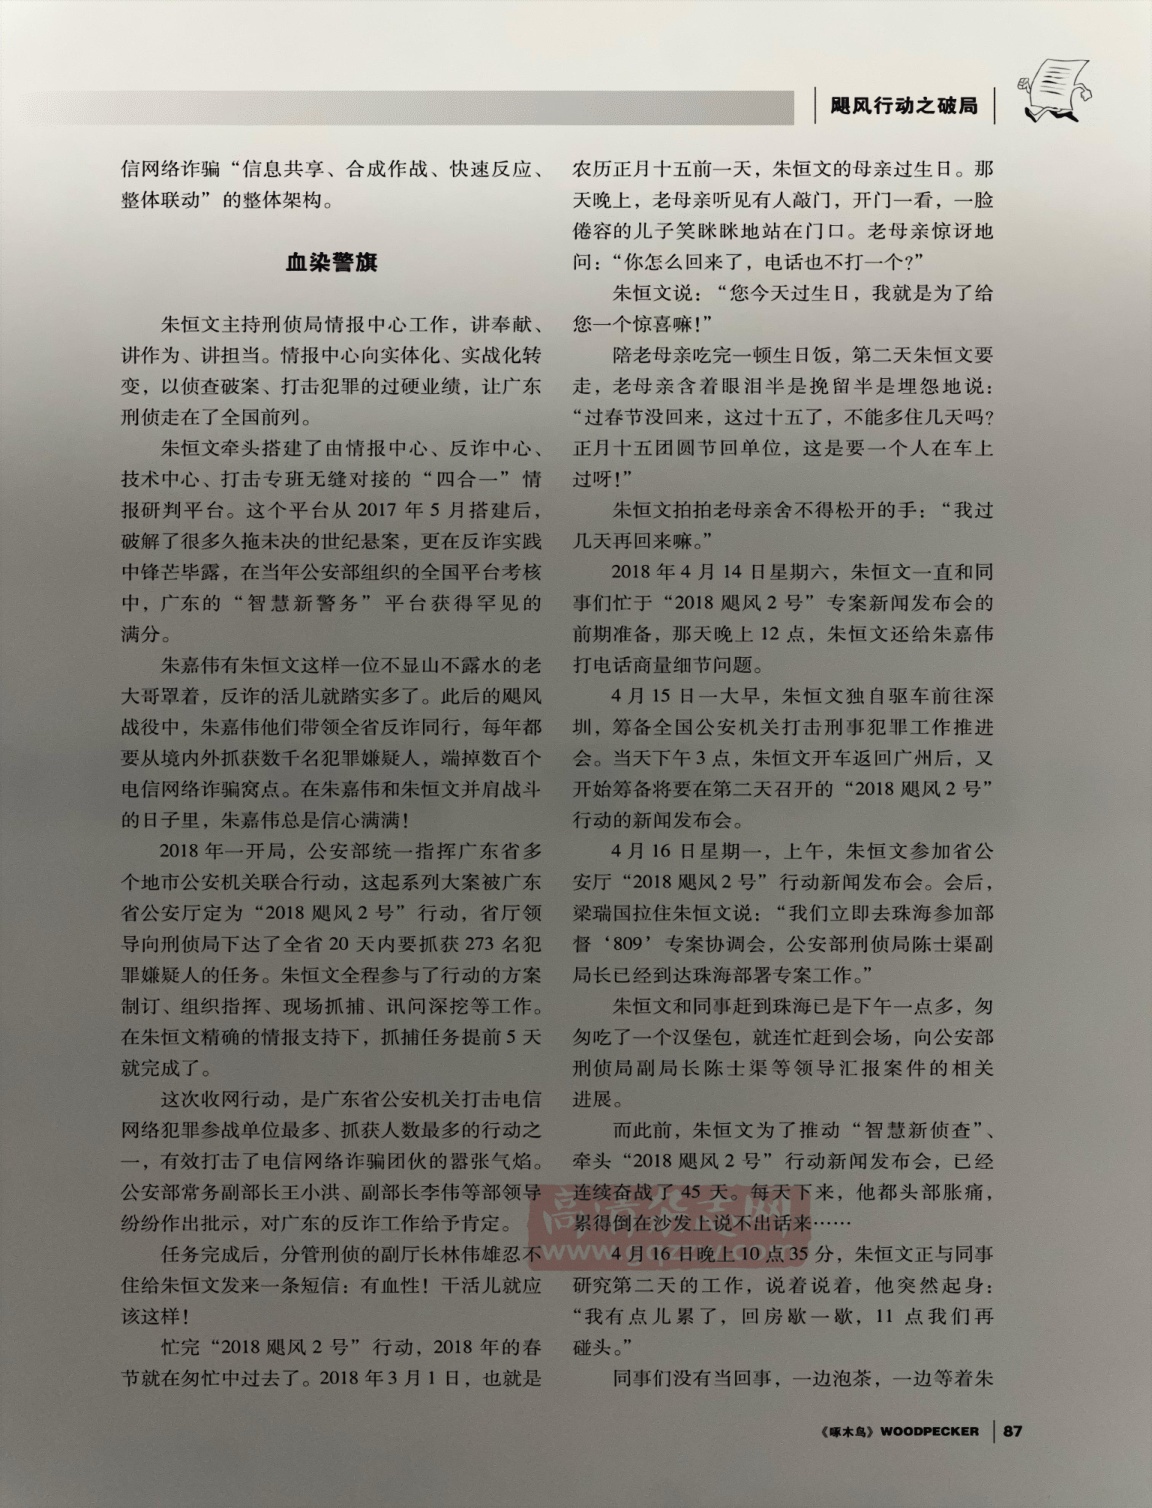 飓风行动之破局
信网络诈骗“信息共享、合成作战、快速反应、
整体联动”的整体架构。
血染警旗
朱恒文主持刑侦局情报中心工作，讲奉献、
讲作为、讲担当。情报中心向实体化、实战化转
变，以侦查破案、打击犯罪的过硬业绩，让广东
刑侦走在了全国前列。
朱恒文牵头搭建了由情报中心、反诈中心、
技术中心、打击专班无缝对接的“四合一”情
报研判平台。这个平台从 2017 年 5 月搭建后，
破解了很多久拖未决的世纪悬案，更在反诈实践
中锋芒毕露，在当年公安部组织的全国平台考核
中，广东的“智慧新警务”平台获得罕见的
满分。
朱嘉伟有朱恒文这样一位不显山不露水的老
大哥罩着，反诈的活儿就踏实多了。此后的飓风
战役中，朱嘉伟他们带领全省反诈同行，每年都
要从境内外抓获数千名犯罪嫌疑人，端掉数百个
电信网络诈骗窝点。在朱嘉伟和朱恒文并肩战斗
的日子里，朱嘉伟总是信心满满！
2018 年一开局，公安部统一指挥广东省多
个地市公安机关联合行动，这起系列大案被广东
省公安厅定为“2018 飓风 2 号”行动，省厅领
导向刑侦局下达了全省 20 天内要抓获 273 名犯
罪嫌疑人的任务。朱恒文全程参与了行动的方案
制订、组织指挥、现场抓捕、讯问深挖等工作。
在朱恒文精确的情报支持下，抓捕任务提前 5 天
就完成了。
这次收网行动，是广东省公安机关打击电信
网络犯罪参战单位最多、抓获人数最多的行动之
一，有效打击了电信网络诈骗团伙的嚣张气焰。
公安部常务副部长王小洪、副部长李伟等部领导
纷纷作出批示，对广东的反诈工作给予肯定。
任务完成后，分管刑侦的副厅长林伟雄忍不
住给朱恒文发来一条短信：有血性！干活儿就应
该这样！
忙完“2018 飓风 2 号”行动，2018 年的春
节就在匆忙中过去了。2018 年 3 月 1 日，也就是
农历正月十五前一天，朱恒文的母亲过生日。那
天晚上，老母亲听见有人敲门，开门一看，一脸
倦容的儿子笑眯眯地站在门口。老母亲惊讶地
问：“你怎么回来了，电话也不打一个？”
朱恒文说：“您今天过生日，我就是为了给
您一个惊喜嘛！”
陪老母亲吃完一顿生日饭，第二天朱恒文要
走，老母亲含着眼泪半是挽留半是埋怨地说：
“过春节没回来，这过十五了，不能多住几天吗？
正月十五团圆节回单位，这是要一个人在车上
过呀！”
朱恒文拍拍老母亲舍不得松开的手：“我过
几天再回来嘛。”
2018 年 4 月 14 日星期六，朱恒文一直和同
事们忙于“2018 飓风 2 号”专案新闻发布会的
前期准备，那天晚上 12 点，朱恒文还给朱嘉伟
打电话商量细节问题。
4 月 15 日一大早，朱恒文独自驱车前往深
圳，筹备全国公安机关打击刑事犯罪工作推进
会。当天下午 3 点，朱恒文开车返回广州后，又
开始筹备将要在第二天召开的“2018 飓风 2 号”
行动的新闻发布会。
4 月 16 日星期一，上午，朱恒文参加省公
安厅“2018 飓风 2 号”行动新闻发布会。会后，
梁瑞国拉住朱恒文说：“我们立即去珠海参加部
督‘809’专案协调会，公安部刑侦局陈士渠副
局长已经到达珠海部署专案工作。”
朱恒文和同事赶到珠海已是下午一点多，匆
匆吃了一个汉堡包，就连忙赶到会场，向公安部
刑侦局副局长陈士渠等领导汇报案件的相关
进展。
而此前，朱恒文为了推动“智慧新侦查”、
牵头“2018 飓风 2 号”行动新闻发布会，已经
连续奋战了 45 天。每天下来，他都头部胀痛，
累得倒在沙发上说不出话来……
4 月 16 日晚上 10 点 35 分，朱恒文正与同事
研究第二天的工作，说着说着，他突然起身：
“我有点儿累了，回房歇一歇，11 点我们再
碰头。”
同事们没有当回事，一边泡茶，一边等着朱
高清杂志网
www.gqzzw.com
《啄木鸟》WOODPECKER 87